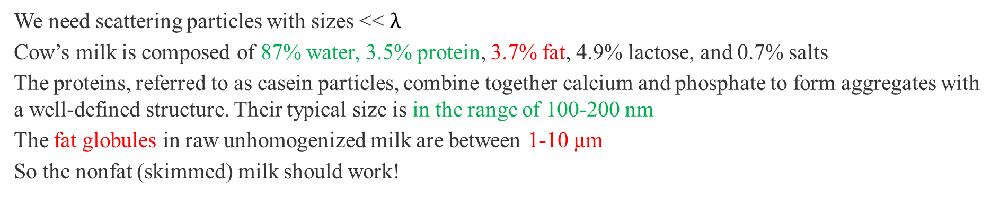 We need scattering particles with sizes << λ
Cow’s milk is composed of 87% water, 3.5% protein, 3.7% fat, 4.9% lactose, and 0.7% salts
The proteins, referred to as casein particles, combine together calcium and phosphate to form aggregates with
a well-defined structure. Their typical size is in the range of 100-200 nm
The fat globules in raw unhomogenized milk are between 1-10 μm
So the nonfat (skimmed) milk should work!